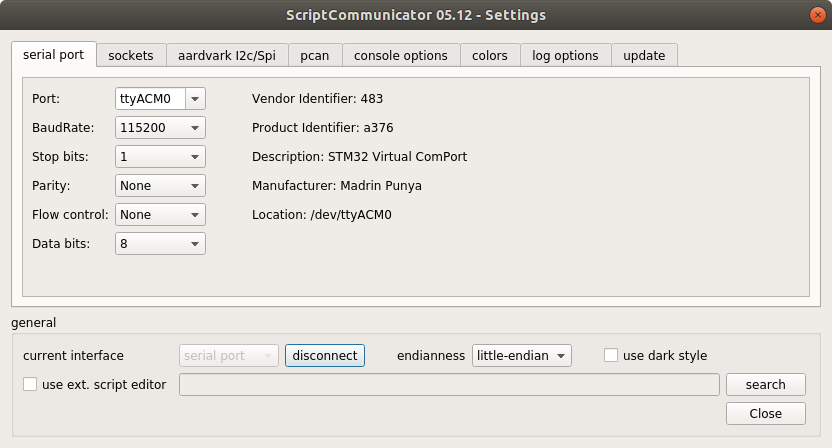 ScriptCommunicator 05.12 - Settings
serial port sockets aardvark I2c/Spi pcan console options colors log options update
Port: ttyACM0 Vendor Identifier: 483
BaudRate: 115200 Product Identifier: a376
Stop bits: 1 Description: STM32 Virtual ComPort
Parity: None Manufacturer: Madrin Punya
Flow control: None Location: /dev/ttyACM0
Data bits: 8
general
current interface serial port disconnect endianness little-endian use dark style
use ext. script editor search
Close